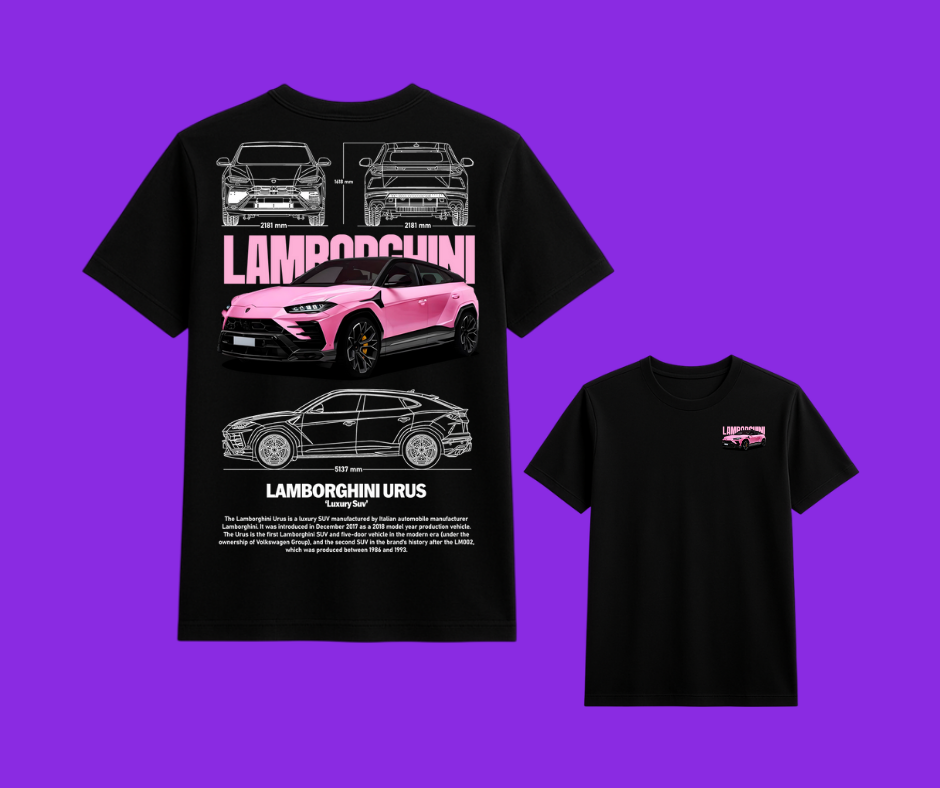 1618 mm
2181 mm
2181 mm
LAMBORGHINI
5137 mm
LAMBORGHINI URUS
'Luxury Suv'
The Lamborghini Urus is a luxury SUV manufactured by Italian automobile manufacturer
Lamborghini. It was introduced in December 2017 as a 2018 model year production vehicle.
The Urus is the first Lamborghini SUV and five-door vehicle in the modern era (under the
ownership of Volkswagen Group), and the second SUV in the brand's history after the LM002,
which was produced between 1986 and 1993.
LAMBORGHINI